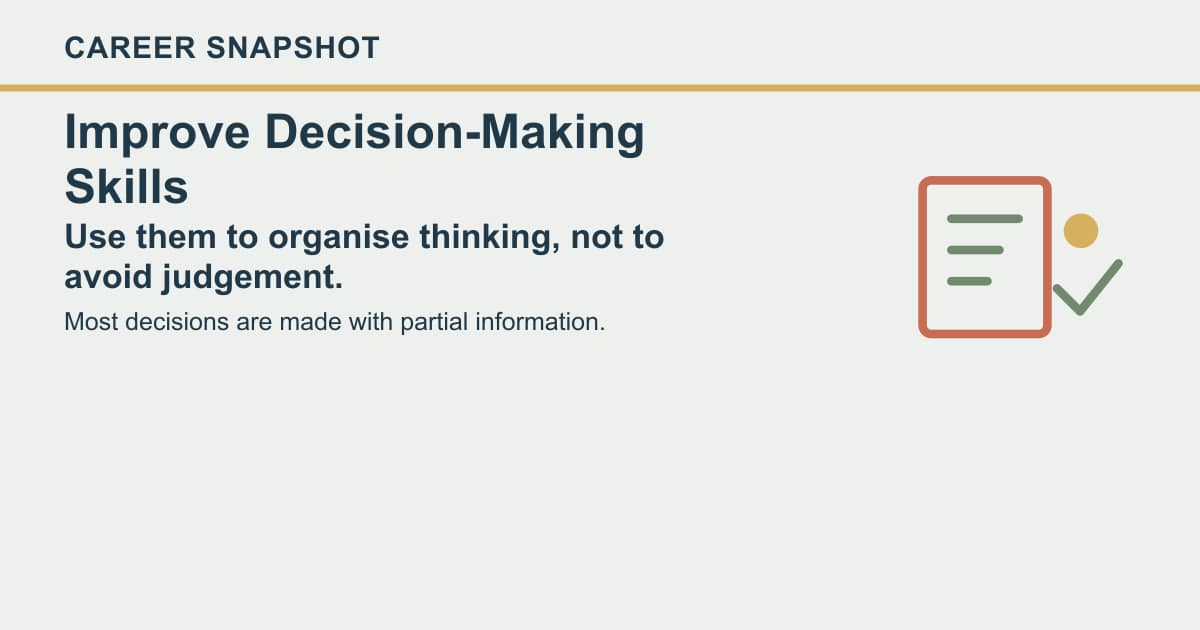 CAREER SNAPSHOT
Improve Decision-Making
Skills
Use them to organise thinking, not to
avoid judgement.
Most decisions are made with partial information.